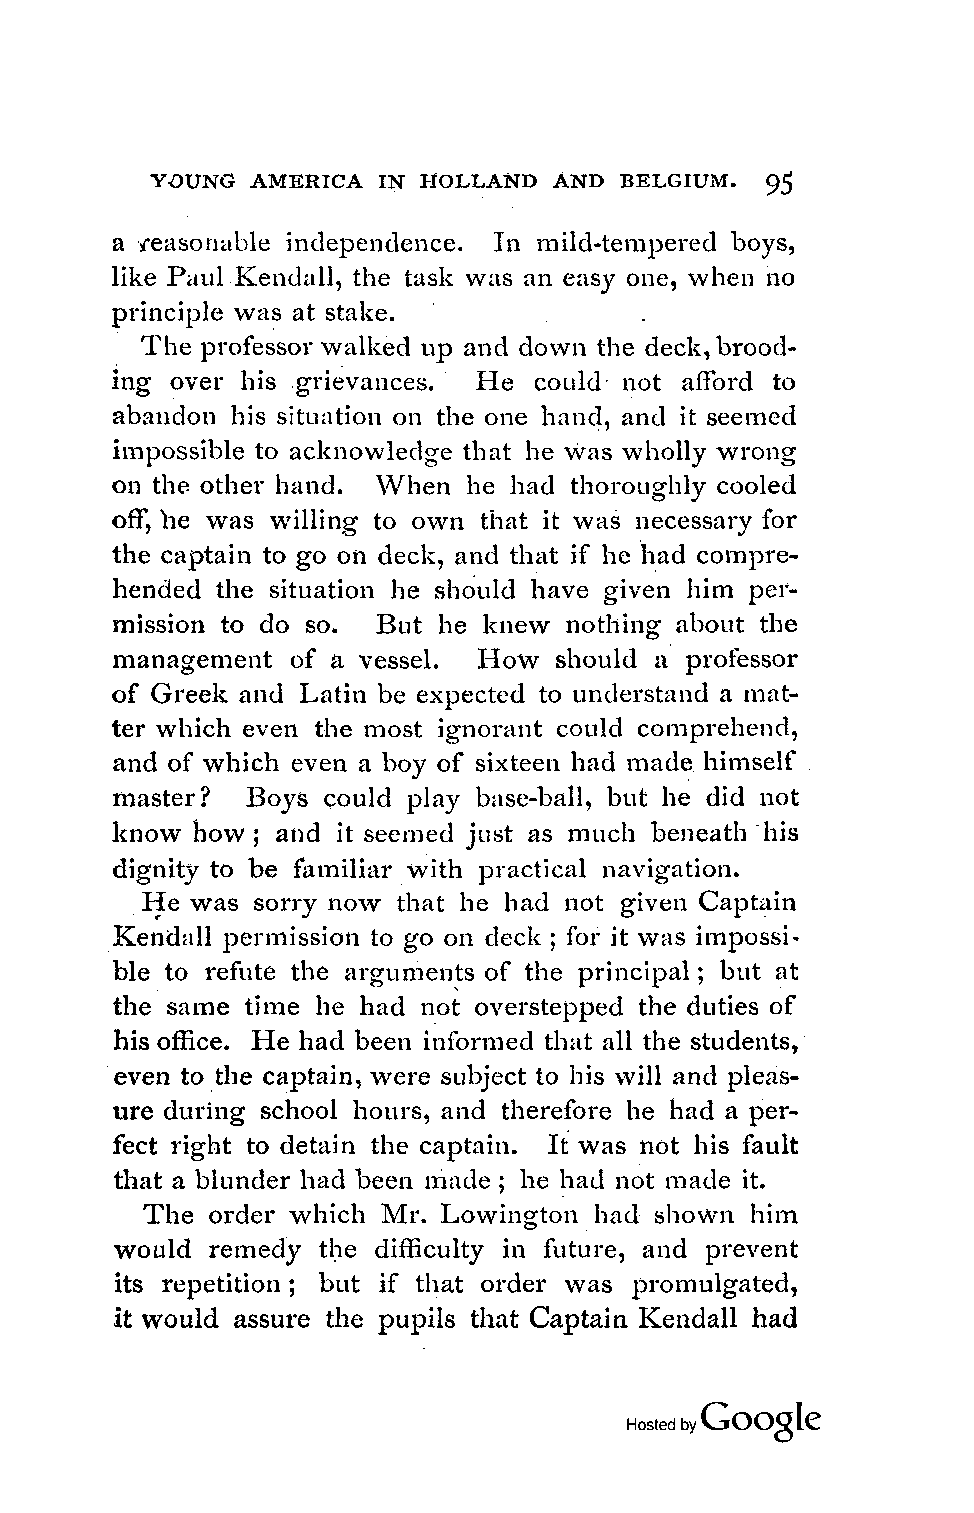 YOUNG AMERICA IN HOLLAND AND BELGIUM. 95
a reasonable independence. In mild-tempered boys,
like Paul Kendall, the task was an easy one, when no
principle was at stake.
The professor walked up and down the deck, brood-
ing over his grievances. He could not afford to
abandon his situation on the one hand, and it seemed
impossible to acknowledge that he was wholly wrong
on the other hand. When he had thoroughly cooled
off, he was willing to own that it was necessary for
the captain to go on deck, and that if he had compre-
hended the situation he should have given him per-
mission to do so. But he knew nothing about the
management of a vessel. How should a professor
of Greek and Latin be expected to understand a mat-
ter which even the most ignorant could comprehend,
and of which even a boy of sixteen had made himself
master? Boys could play base-ball, but he did not
know how; and it seemed just as much beneath his
dignity to be familiar with practical navigation.
He was sorry now that he had not given Captain
Kendall permission to go on deck; for it was impossi-
ble to refute the arguments of the principal; but at
the same time he had not overstepped the duties of
his office. He had been informed that all the students,
even to the captain, were subject to his will and pleas-
ure during school hours, and therefore he had a per-
fect right to detain the captain. It was not his fault
that a blunder had been made; he had not made it.
The order which Mr. Lowington had shown him
would remedy the difficulty in future, and prevent
its repetition; but if that order was promulgated,
it would assure the pupils that Captain Kendall had
Hosted by Google